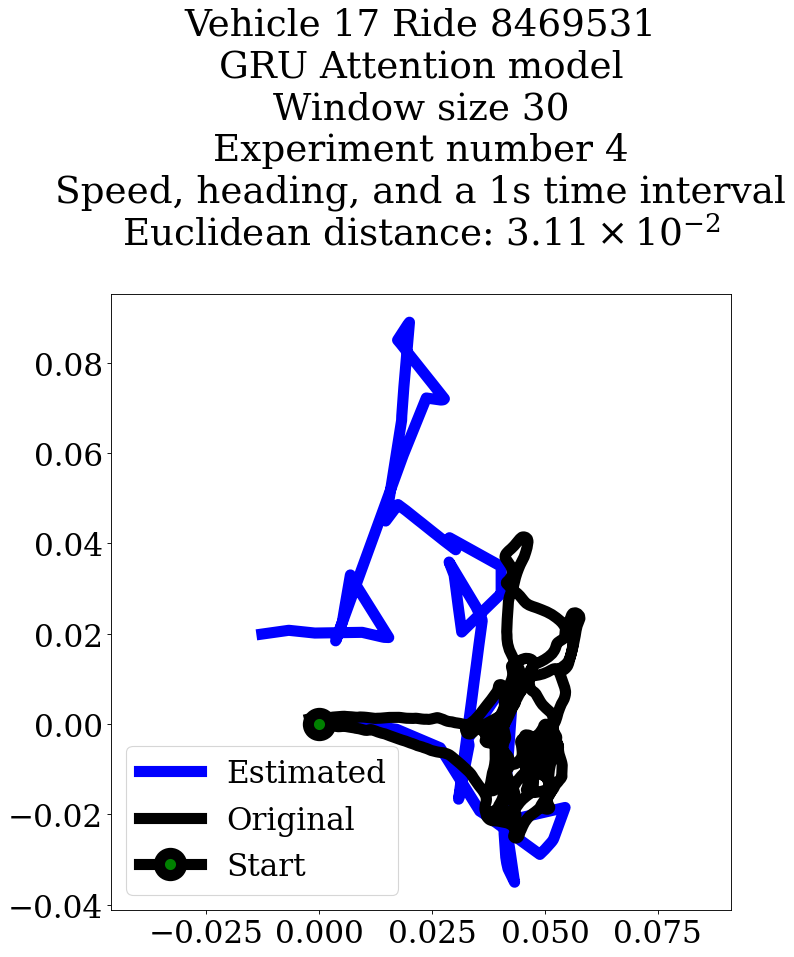 Vehicle 17 Ride 8469531
GRU Attention model
Window size 30
Experiment number 4
Speed, heading, and a 1s time interval
Euclidean distance: 3.11 × 10⁻²
0.08
0.06
0.04
0.02
0.00
−0.02
−0.04
Estimated
Original
Start
−0.025 0.000 0.025 0.050 0.075